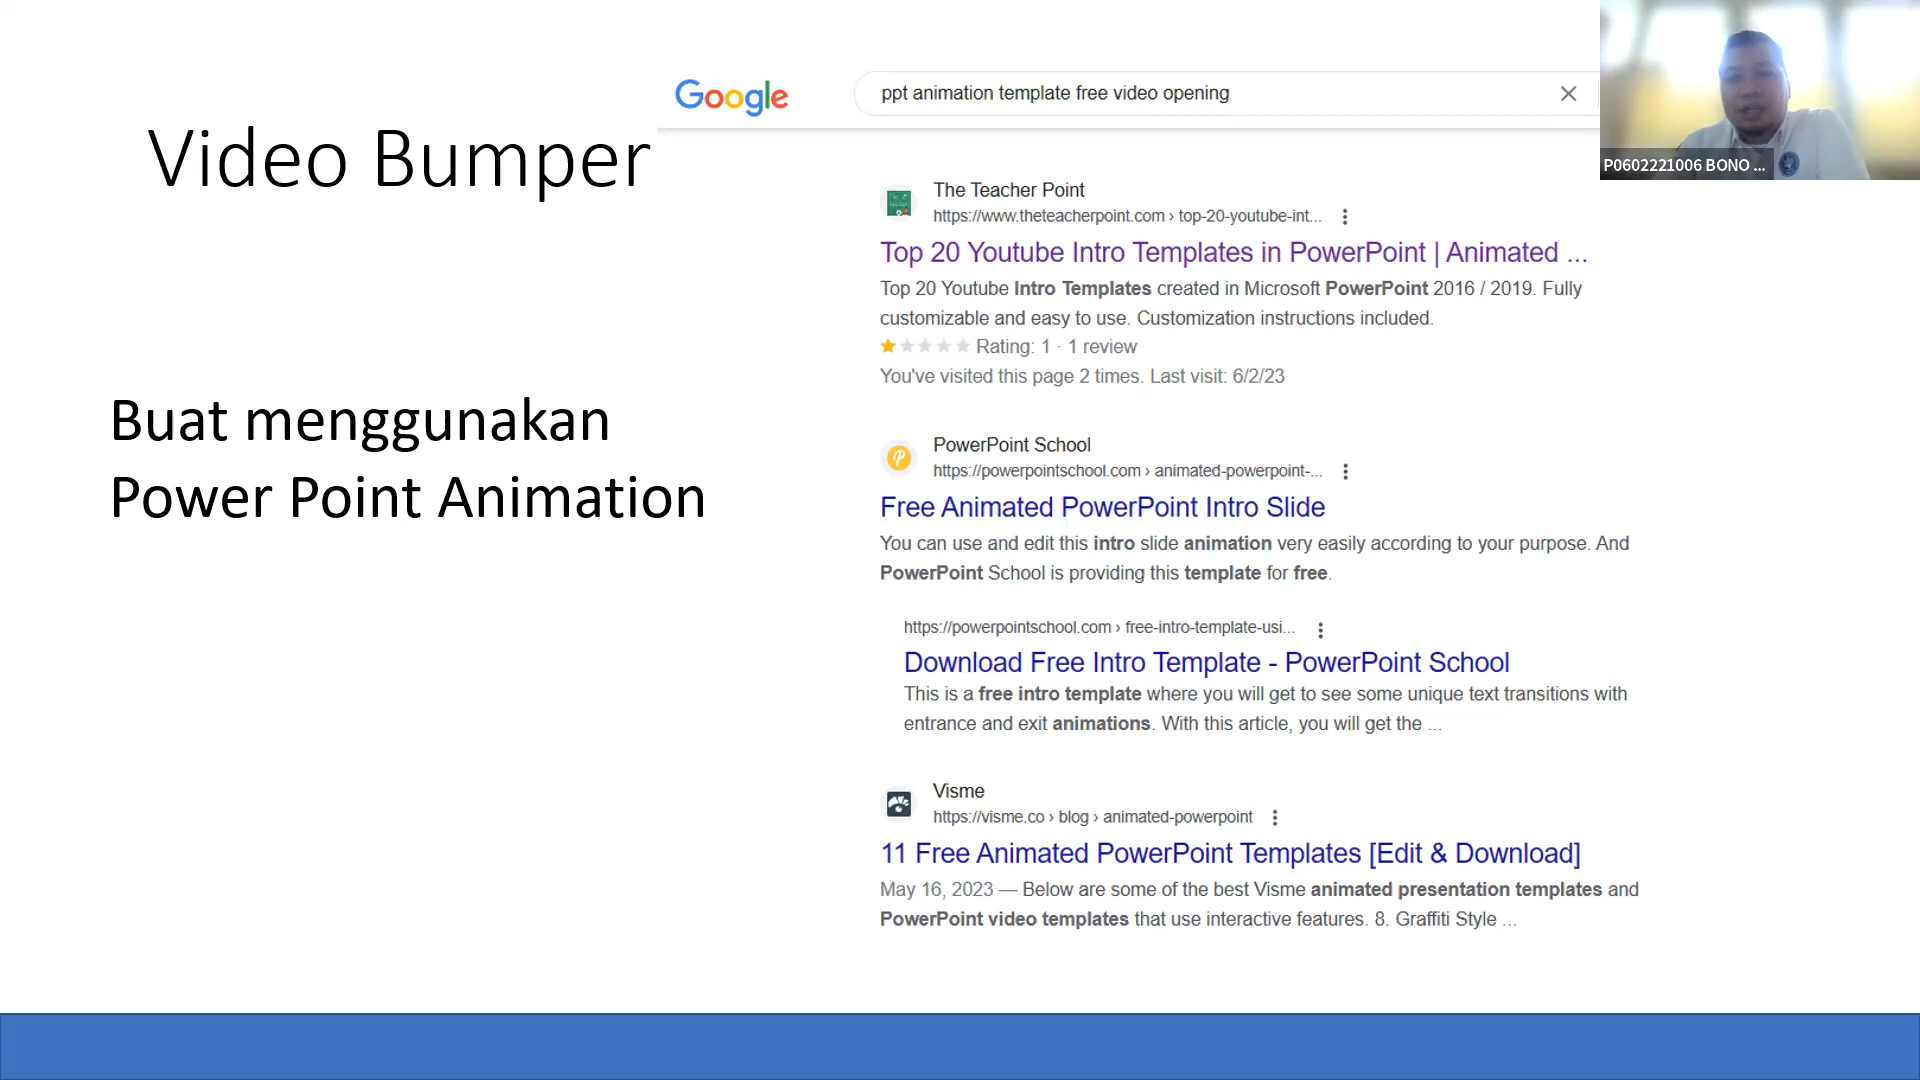 Video Bumper
Buat menggunakan
Power Point Animation
Google
ppt animation template free video opening
The Teacher Point
https://www.theteacherpoint.com › top-20-youtube-int...
Top 20 Youtube Intro Templates in PowerPoint | Animated ...
Top 20 Youtube Intro Templates created in Microsoft PowerPoint 2016 / 2019. Fully
customizable and easy to use. Customization instructions included.
Rating: 1 · 1 review
You've visited this page 2 times. Last visit: 6/2/23
PowerPoint School
https://powerpointschool.com › animated-powerpoint-...
Free Animated PowerPoint Intro Slide
You can use and edit this intro slide animation very easily according to your purpose. And
PowerPoint School is providing this template for free.
https://powerpointschool.com › free-intro-template-usi...
Download Free Intro Template - PowerPoint School
This is a free intro template where you will get to see some unique text transitions with
entrance and exit animations. With this article, you will get the ...
Visme
https://visme.co › blog › animated-powerpoint
11 Free Animated PowerPoint Templates [Edit & Download]
May 16, 2023 — Below are some of the best Visme animated presentation templates and
PowerPoint video templates that use interactive features. 8. Graffiti Style ...
P0602221006 BONO ...